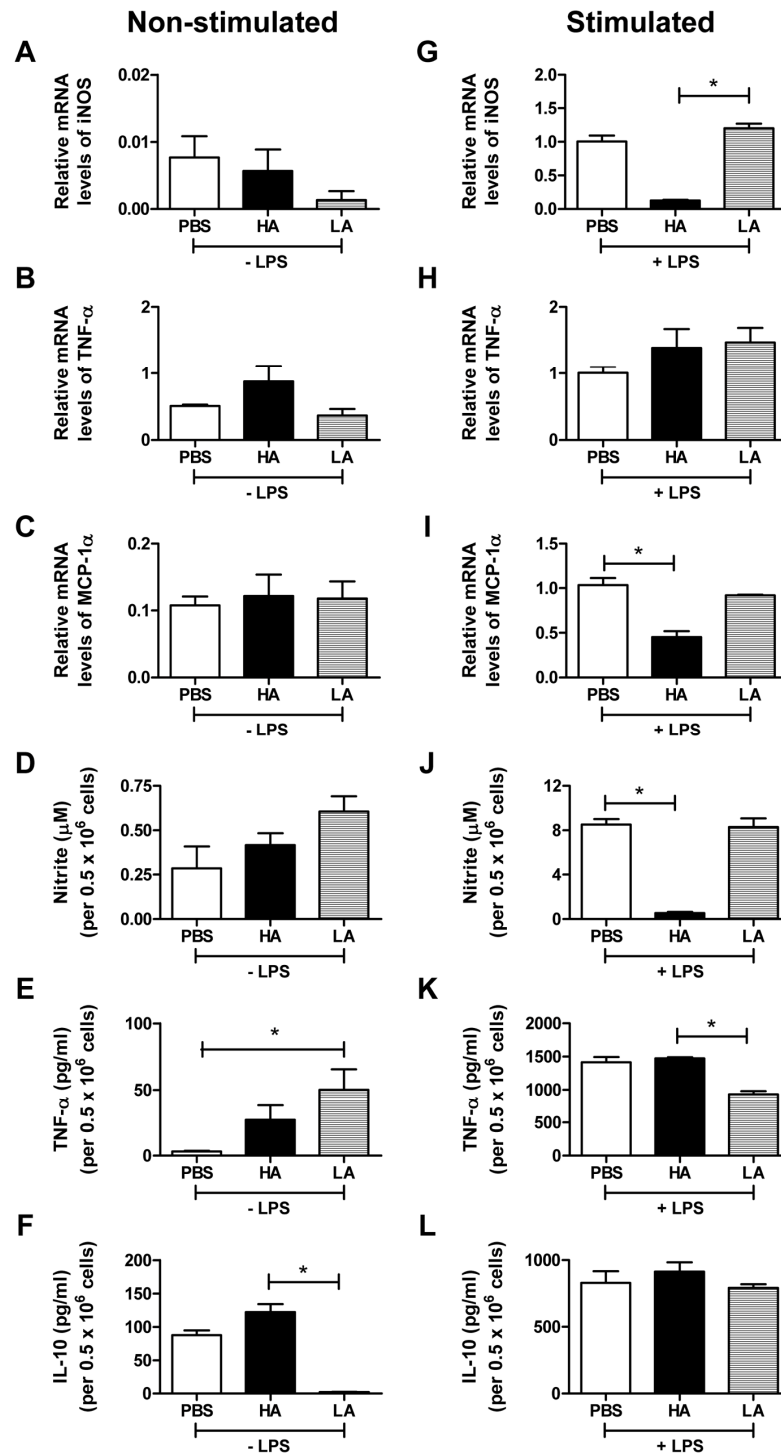 Non-stimulated
Stimulated
A
Relative mRNA
levels of iNOS
0.02
0.01
0.00
PBS HA LA
- LPS
G
Relative mRNA
levels of iNOS
2.0
1.5
1.0
0.5
0.0
PBS HA LA
+ LPS
*
B
Relative mRNA
levels of TNF-α
2
1
0
PBS HA LA
- LPS
H
Relative mRNA
levels of TNF-α
2
1
0
PBS HA LA
+ LPS
C
Relative mRNA
levels of MCP-1α
0.2
0.1
0.0
PBS HA LA
- LPS
I
Relative mRNA
levels of MCP-1α
1.5
1.0
0.5
0.0
PBS HA LA
+ LPS
*
D
Nitrite (μM)
(per 0.5 x 10⁶ cells)
0.75
0.50
0.25
0.00
PBS HA LA
- LPS
J
Nitrite (μM)
(per 0.5 x 10⁶ cells)
12
8
4
0
PBS HA LA
+ LPS
*
E
TNF-α (pg/ml)
(per 0.5 x 10⁶ cells)
100
50
0
PBS HA LA
- LPS
*
K
TNF-α (pg/ml)
(per 0.5 x 10⁶ cells)
2000
1500
1000
500
0
PBS HA LA
+ LPS
*
F
IL-10 (pg/ml)
(per 0.5 x 10⁶ cells)
200
150
100
50
0
PBS HA LA
- LPS
*
L
IL-10 (pg/ml)
(per 0.5 x 10⁶ cells)
1000
500
0
PBS HA LA
+ LPS